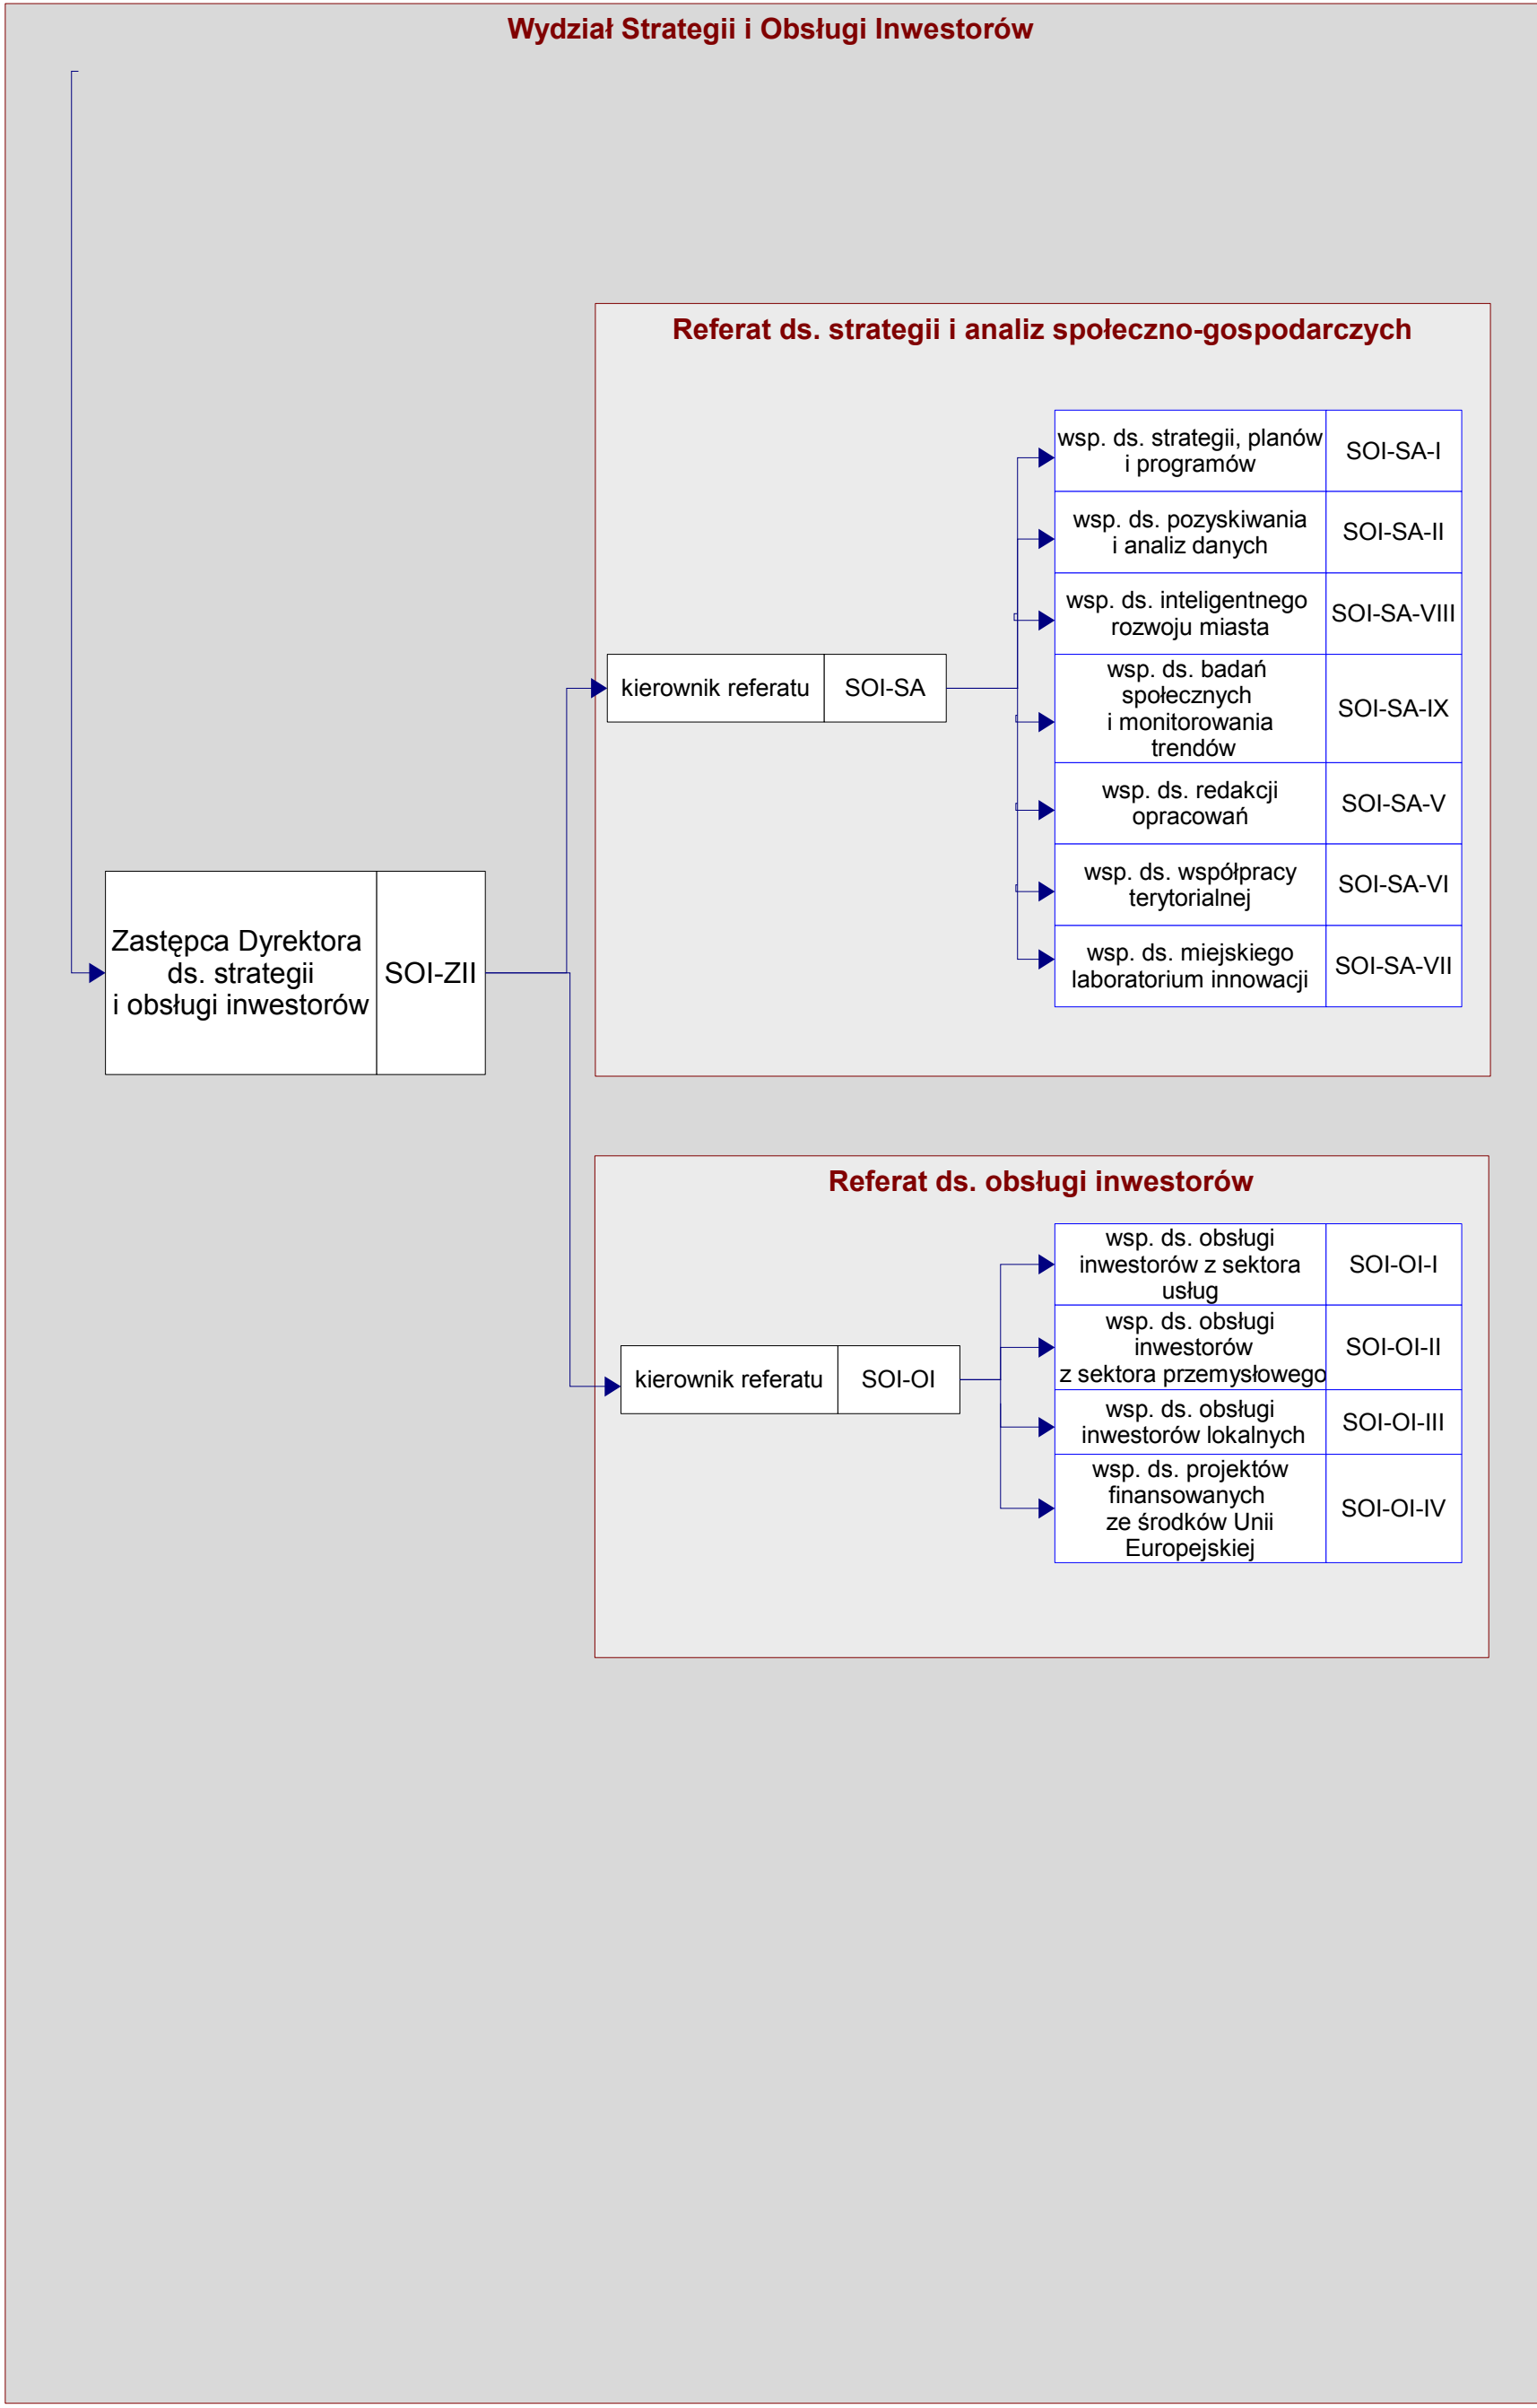 Wydział Strategii i Obsługi Inwestorów
Referat ds. strategii i analiz społeczno-gospodarczych
wsp. ds. strategii, planów
i programów
SOI-SA-I
wsp. ds. pozyskiwania
i analiz danych
SOI-SA-II
wsp. ds. inteligentnego
rozwoju miasta
SOI-SA-VIII
kierownik referatu
SOI-SA
wsp. ds. badań
społecznych
i monitorowania
trendów
SOI-SA-IX
wsp. ds. redakcji
opracowań
SOI-SA-V
wsp. ds. współpracy
terytorialnej
SOI-SA-VI
wsp. ds. miejskiego
laboratorium innowacji
SOI-SA-VII
Zastępca Dyrektora
ds. strategii
i obsługi inwestorów
SOI-ZII
Referat ds. obsługi inwestorów
wsp. ds. obsługi
inwestorów z sektora
usług
SOI-OI-I
wsp. ds. obsługi
inwestorów
z sektora przemysłowego
SOI-OI-II
kierownik referatu
SOI-OI
wsp. ds. obsługi
inwestorów lokalnych
SOI-OI-III
wsp. ds. projektów
finansowanych
ze środków Unii
Europejskiej
SOI-OI-IV